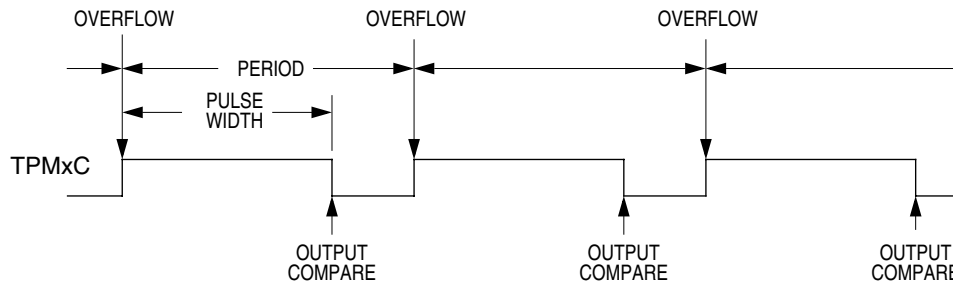 OVERFLOW
OVERFLOW
OVERFLOW
PERIOD
PULSE
WIDTH
TPMxC
OUTPUT
COMPARE
OUTPUT
COMPARE
OUTPUT
COMPARE